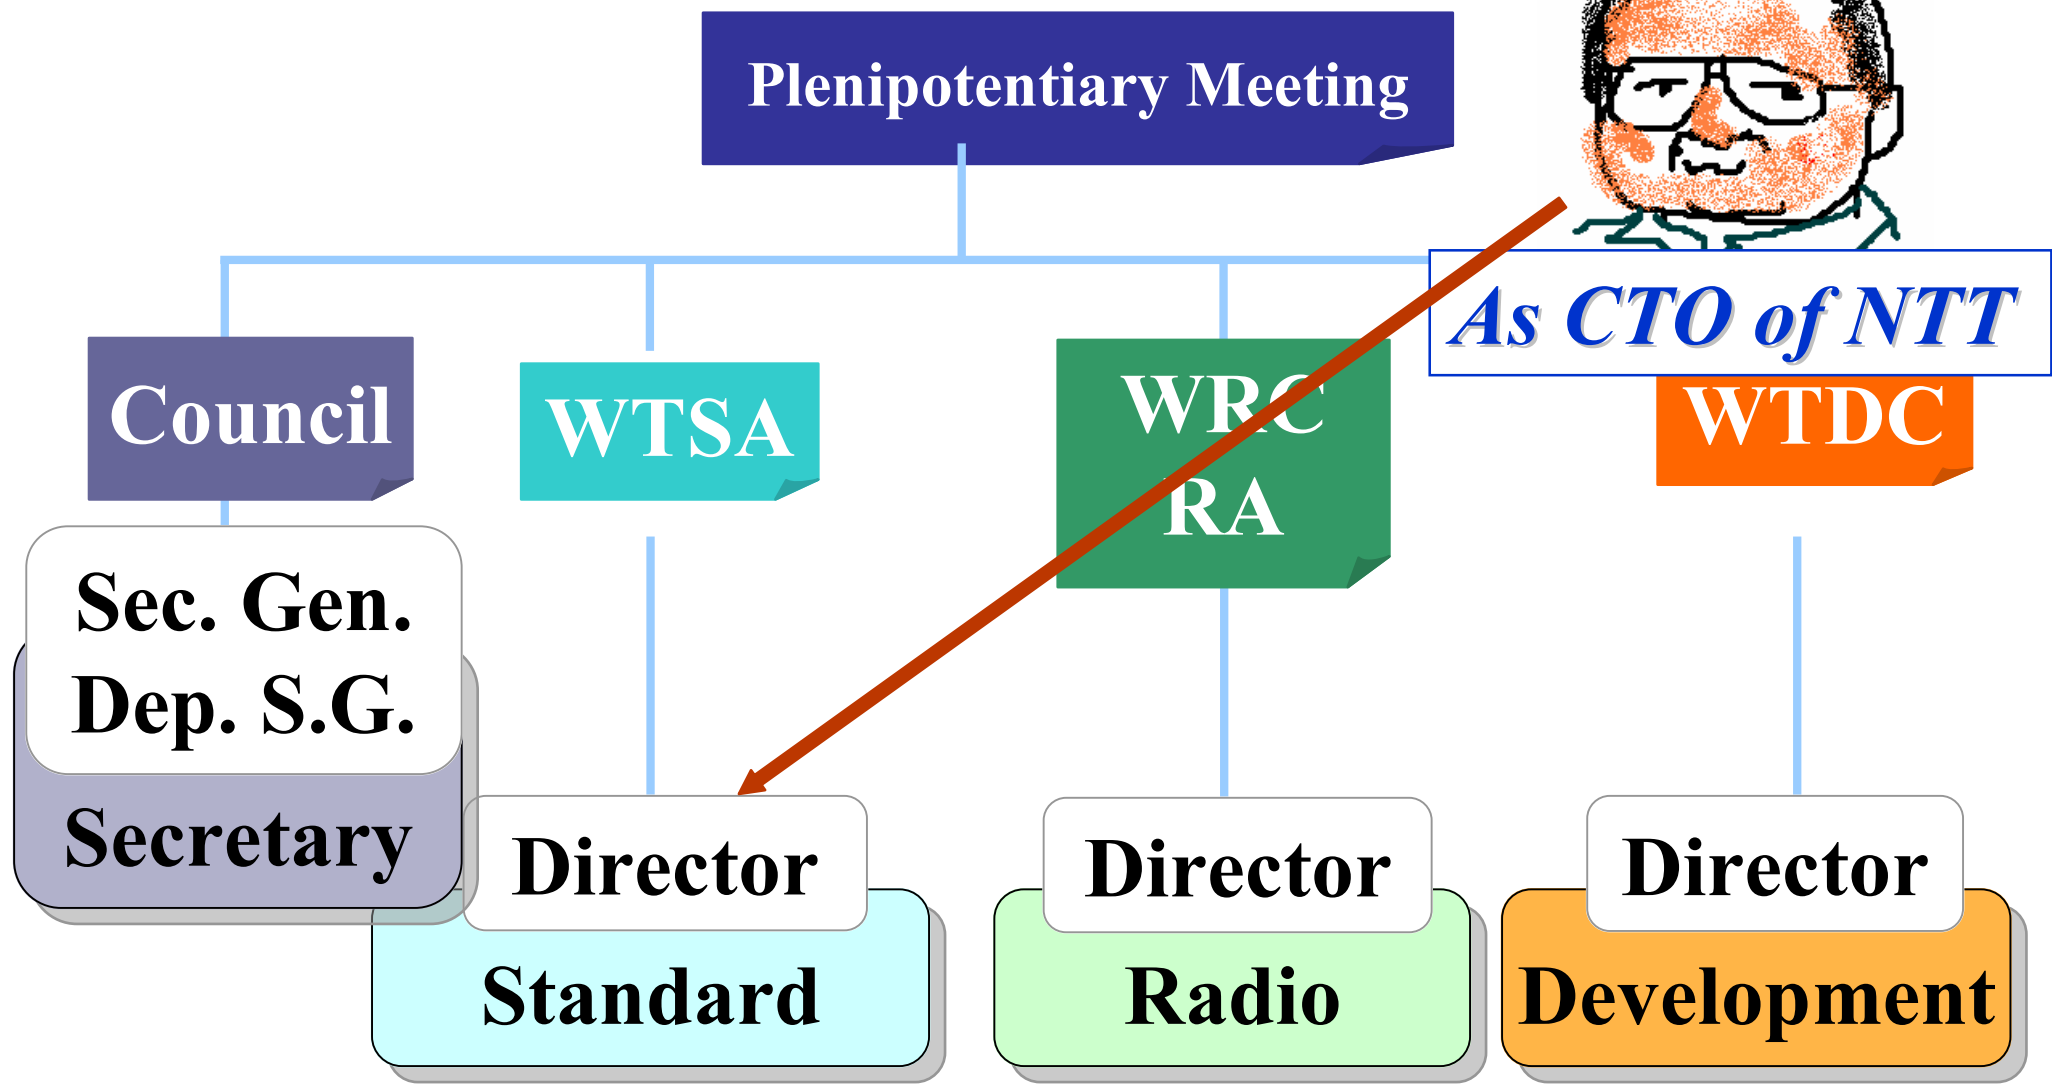 Plenipotentiary Meeting
As CTO of NTT
Council
WTSA
WRC
RA
WTDC
Sec. Gen.
Dep. S.G.
Secretary
Director
Standard
Director
Radio
Director
Development